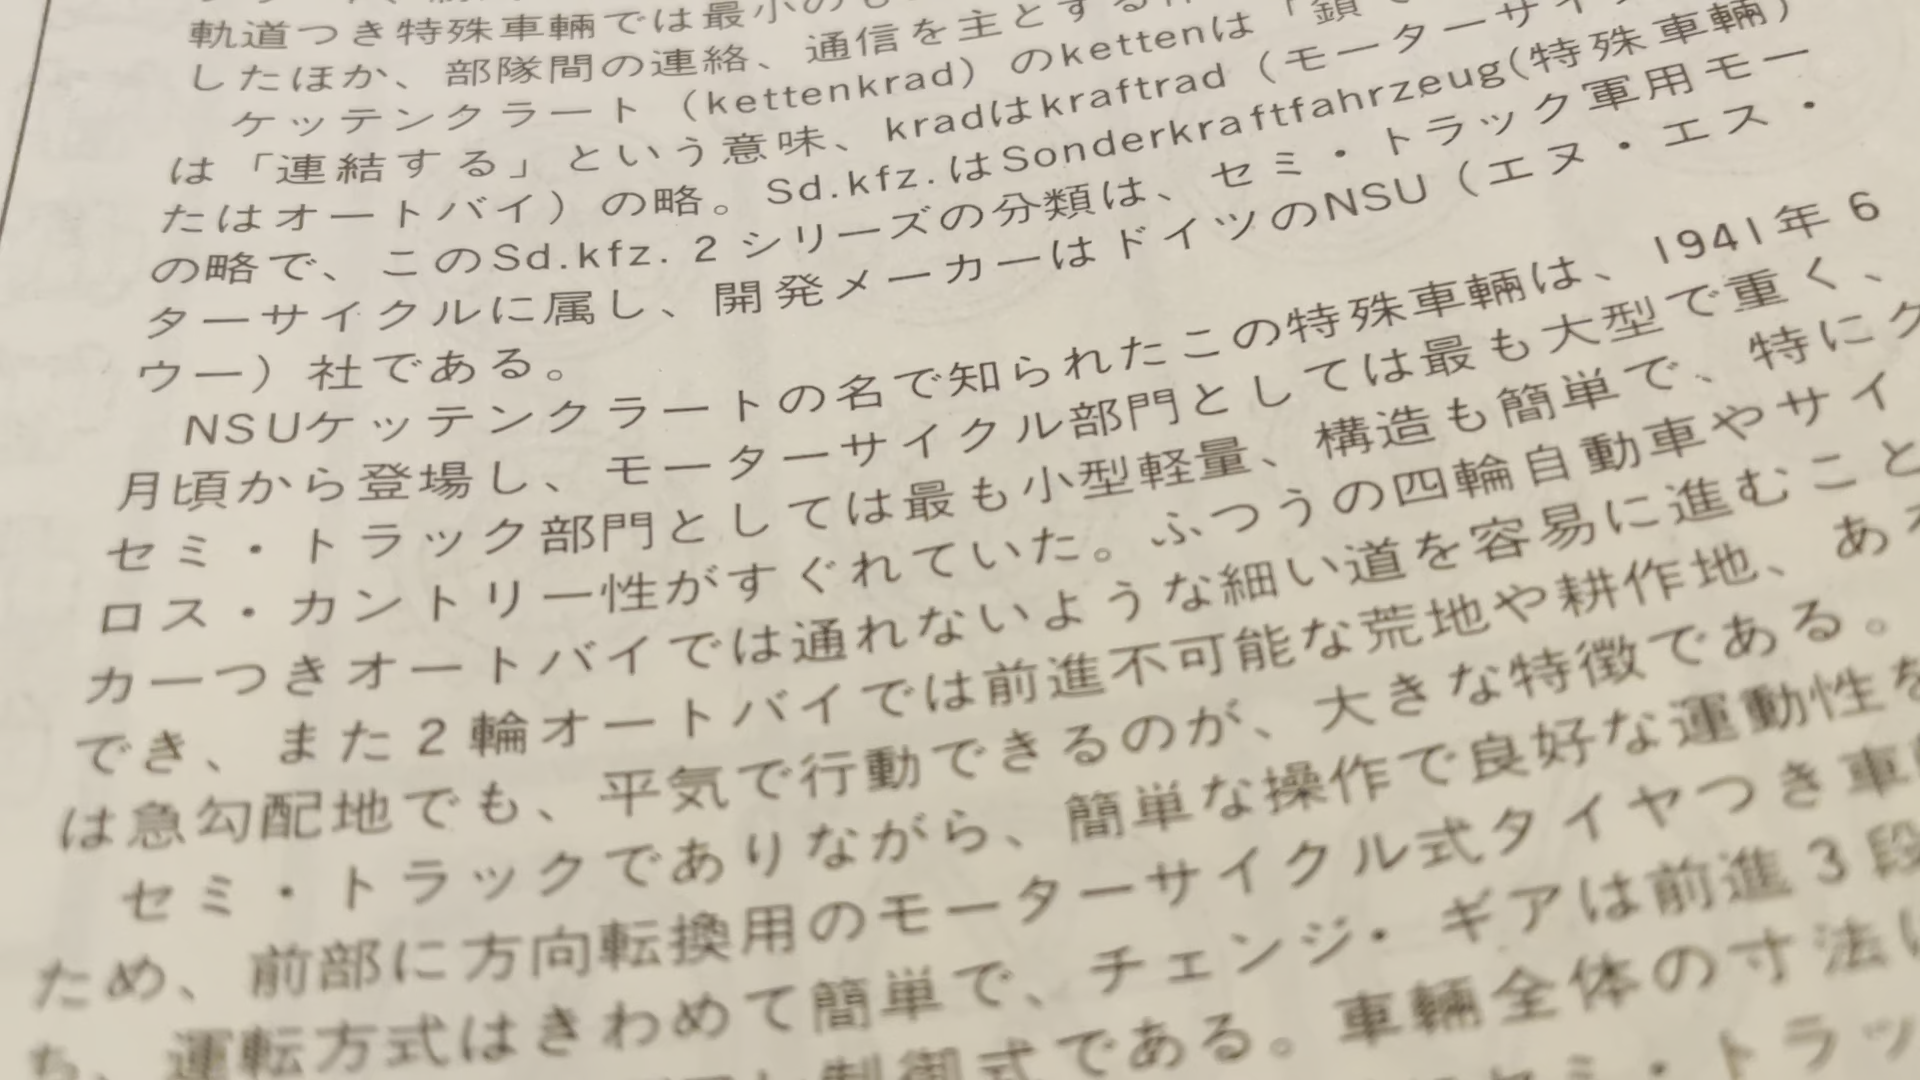 軌道つき特殊車輛では最小の
したほか、部隊間の連絡、通信を主とする
ケッテンクラート（kettenkrad）のkettenは「鎖
は「連結する」という意味、kradはkraftrad（モーターサイ
たはオートバイ）の略。Sd.kfz.はSonderkraftfahrzeug(特殊車輛)
の略で、このSd.kfz.２シリーズの分類は、セミ・トラック軍用モー
ターサイクルに属し、開発メーカーはドイツのNSU（エヌ・エス・
ウー）社である。
NSUケッテンクラートの名で知られたこの特殊車輛は、1941年６
月頃から登場し、モーターサイクル部門としては最も大型で重く、
セミ・トラック部門としては最も小型軽量、構造も簡単で、特にク
ロス・カントリー性がすぐれていた。ふつうの四輪自動車やサイ
カーつきオートバイでは通れないような細い道を容易に進むこと
でき、また２輪オートバイでは前進不可能な荒地や耕作地、ある
は急勾配地でも、平気で行動できるのが、大きな特徴である。
セミ・トラックでありながら、簡単な操作で良好な運動性を
ため、前部に方向転換用のモーターサイクル式タイヤつき車
ち、運転方式はきわめて簡単で、チェンジ・ギアは前進３段
制御式である。車輛全体の寸法は
セミ・トラッ